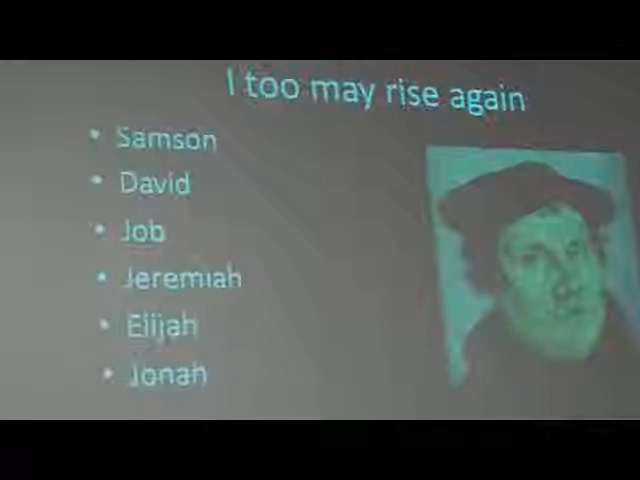 I too may rise again
• Samson
• David
• Job
• Jeremiah
• Elijah
• Jonah